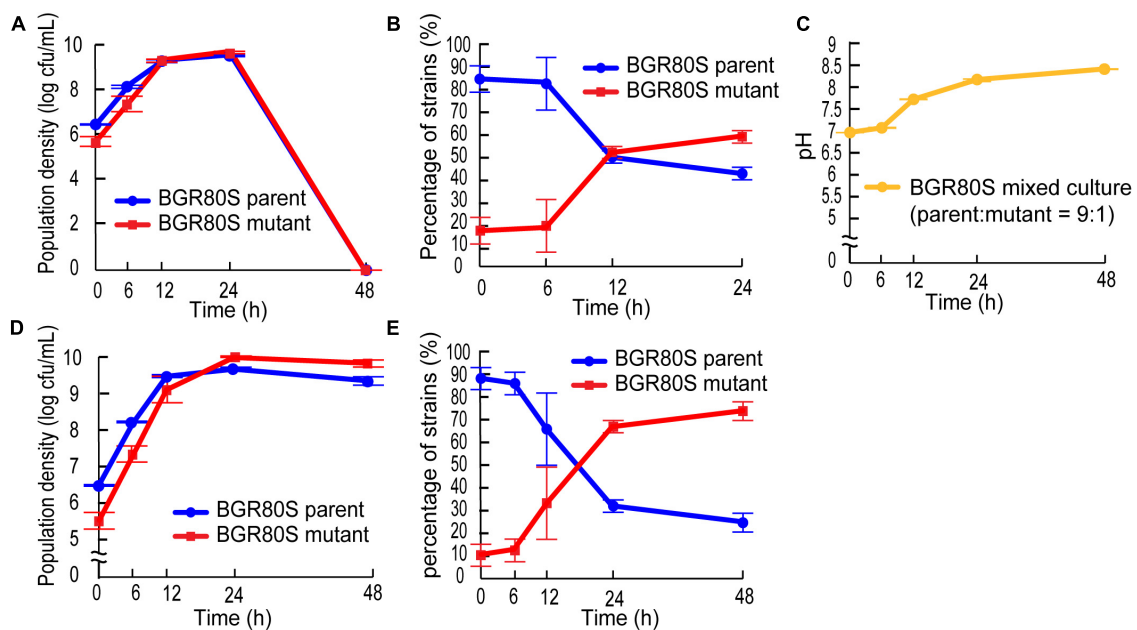 A
Population density (log cfu/mL)
10
8
6
4
2
0
BGR80S parent
BGR80S mutant
0 6 12 24 48
Time (h)
B
Percentage of strains (%)
100
90
80
70
60
50
40
30
20
10
0
BGR80S parent
BGR80S mutant
0 6 12 24
Time (h)
C
pH
9
8.5
8
7.5
7
6.5
6
5.5
5
0
BGR80S mixed culture
(parent:mutant = 9:1)
0 6 12 24 48
Time (h)
D
Population density (log cfu/mL)
10
9
8
7
6
5
0
BGR80S parent
BGR80S mutant
0 6 12 24 48
Time (h)
E
percentage of strains (%)
100
90
80
70
60
50
40
30
20
10
0
BGR80S parent
BGR80S mutant
0 6 12 24 48
Time (h)